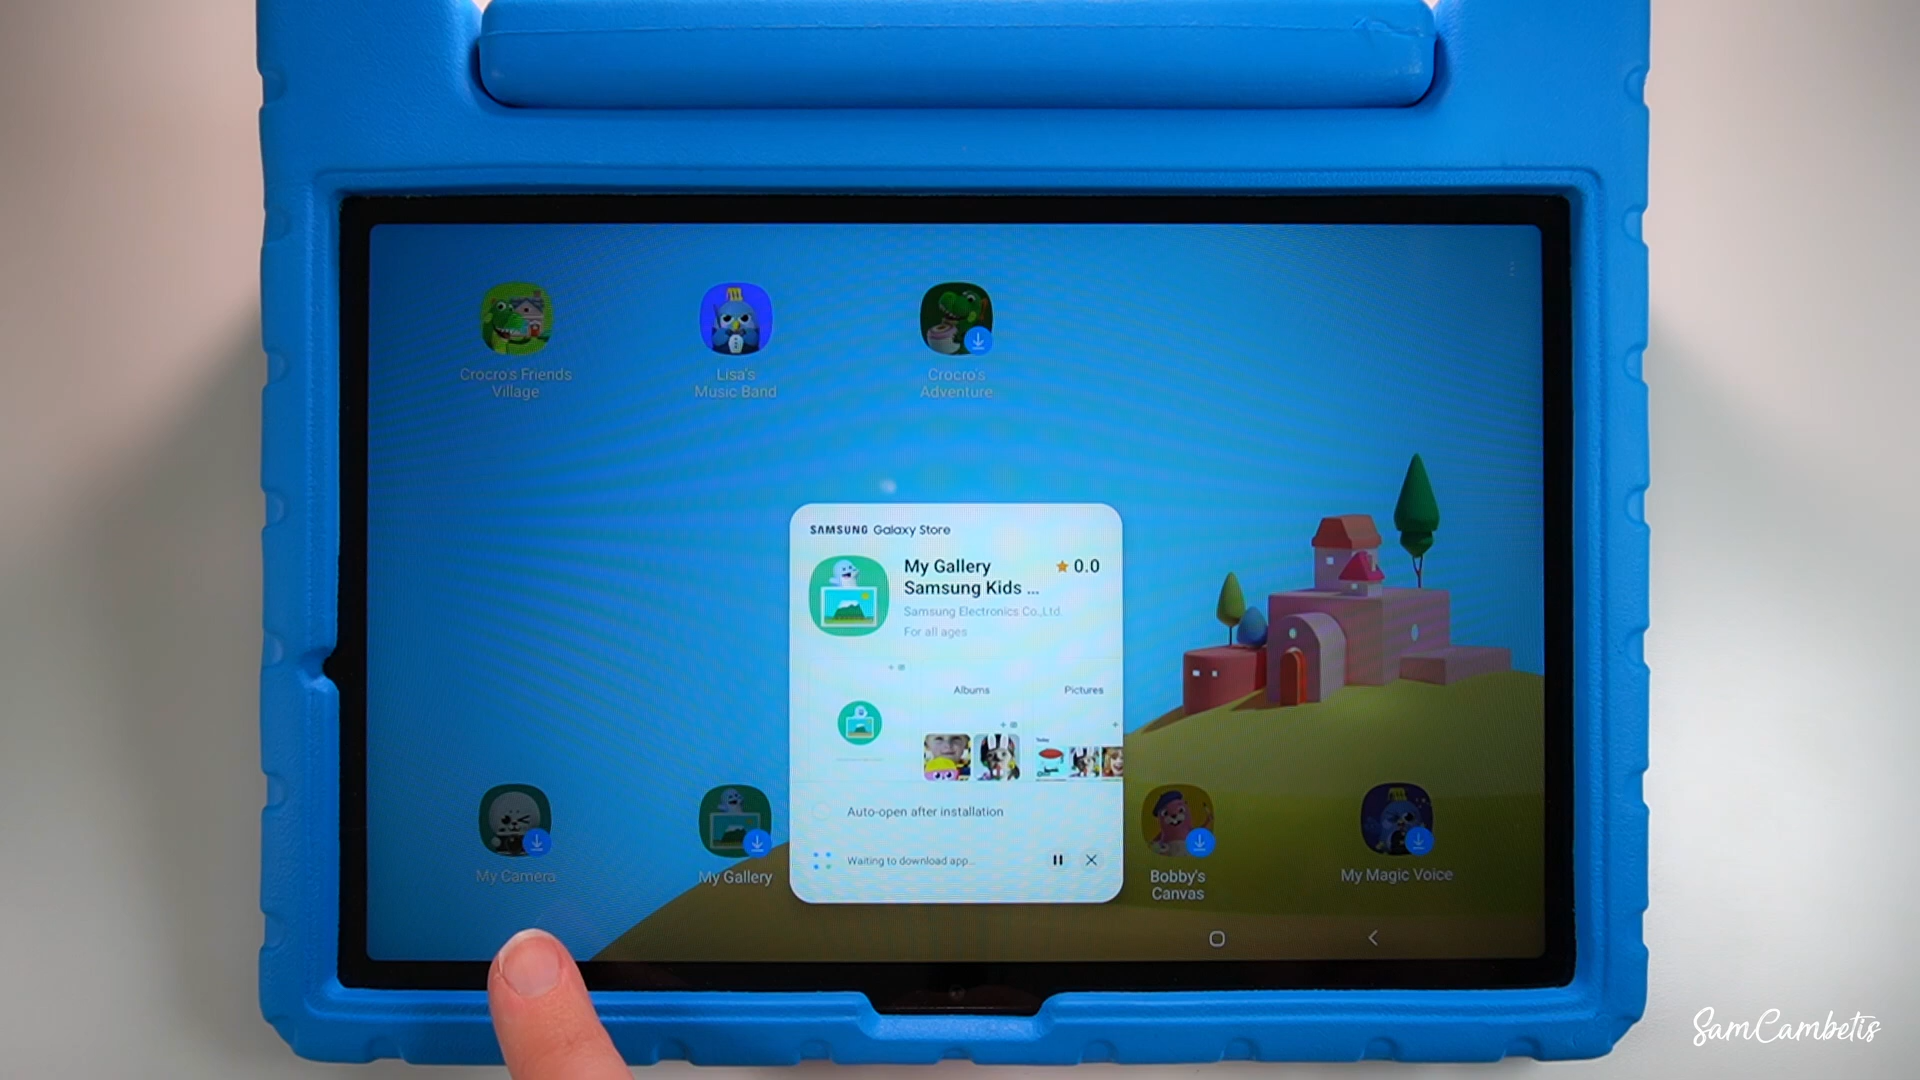 Crocro's Friends
Village
Lisa's
Music Band
Crocro's
Adventure
SAMSUNG Galaxy Store
My Gallery
Samsung Kids ...
0.0
Samsung Electronics Co.,Ltd.
For all ages
Albums
Pictures
Today
Auto-open after installation
Waiting to download app...
My Camera
My Gallery
Bobby's
Canvas
My Magic Voice
SamCambetis